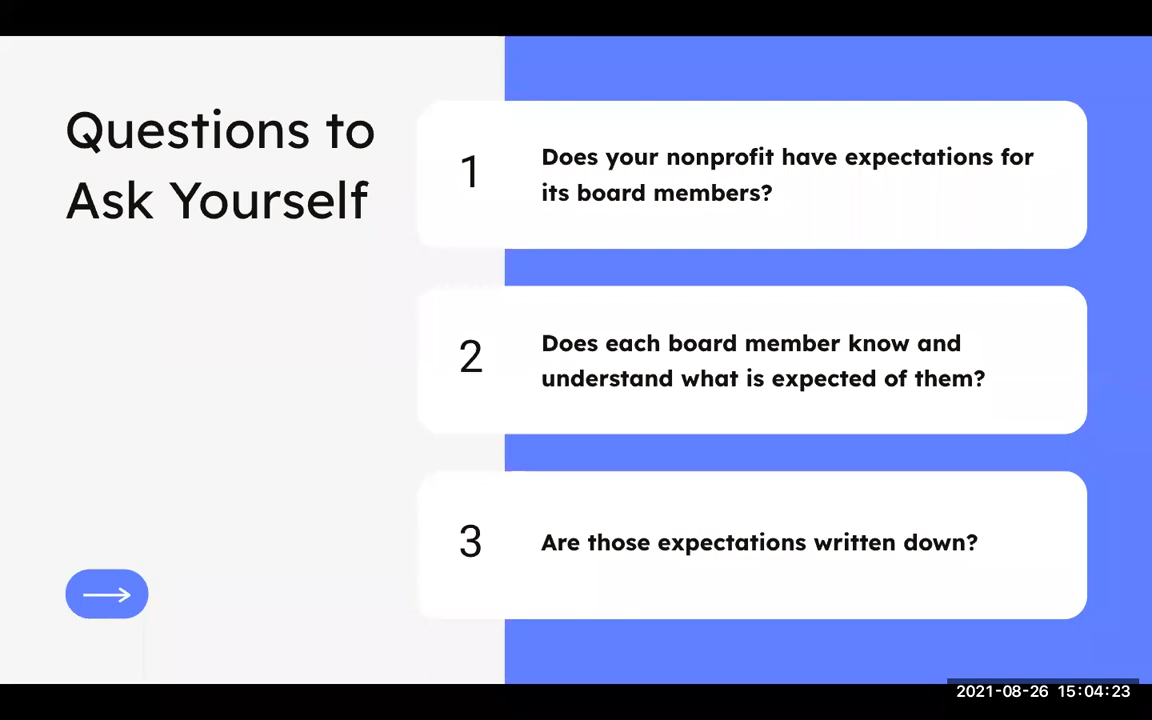 Questions to
Ask Yourself
1
Does your nonprofit have expectations for
its board members?
2
Does each board member know and
understand what is expected of them?
3
Are those expectations written down?
2021-08-26 15:04:23